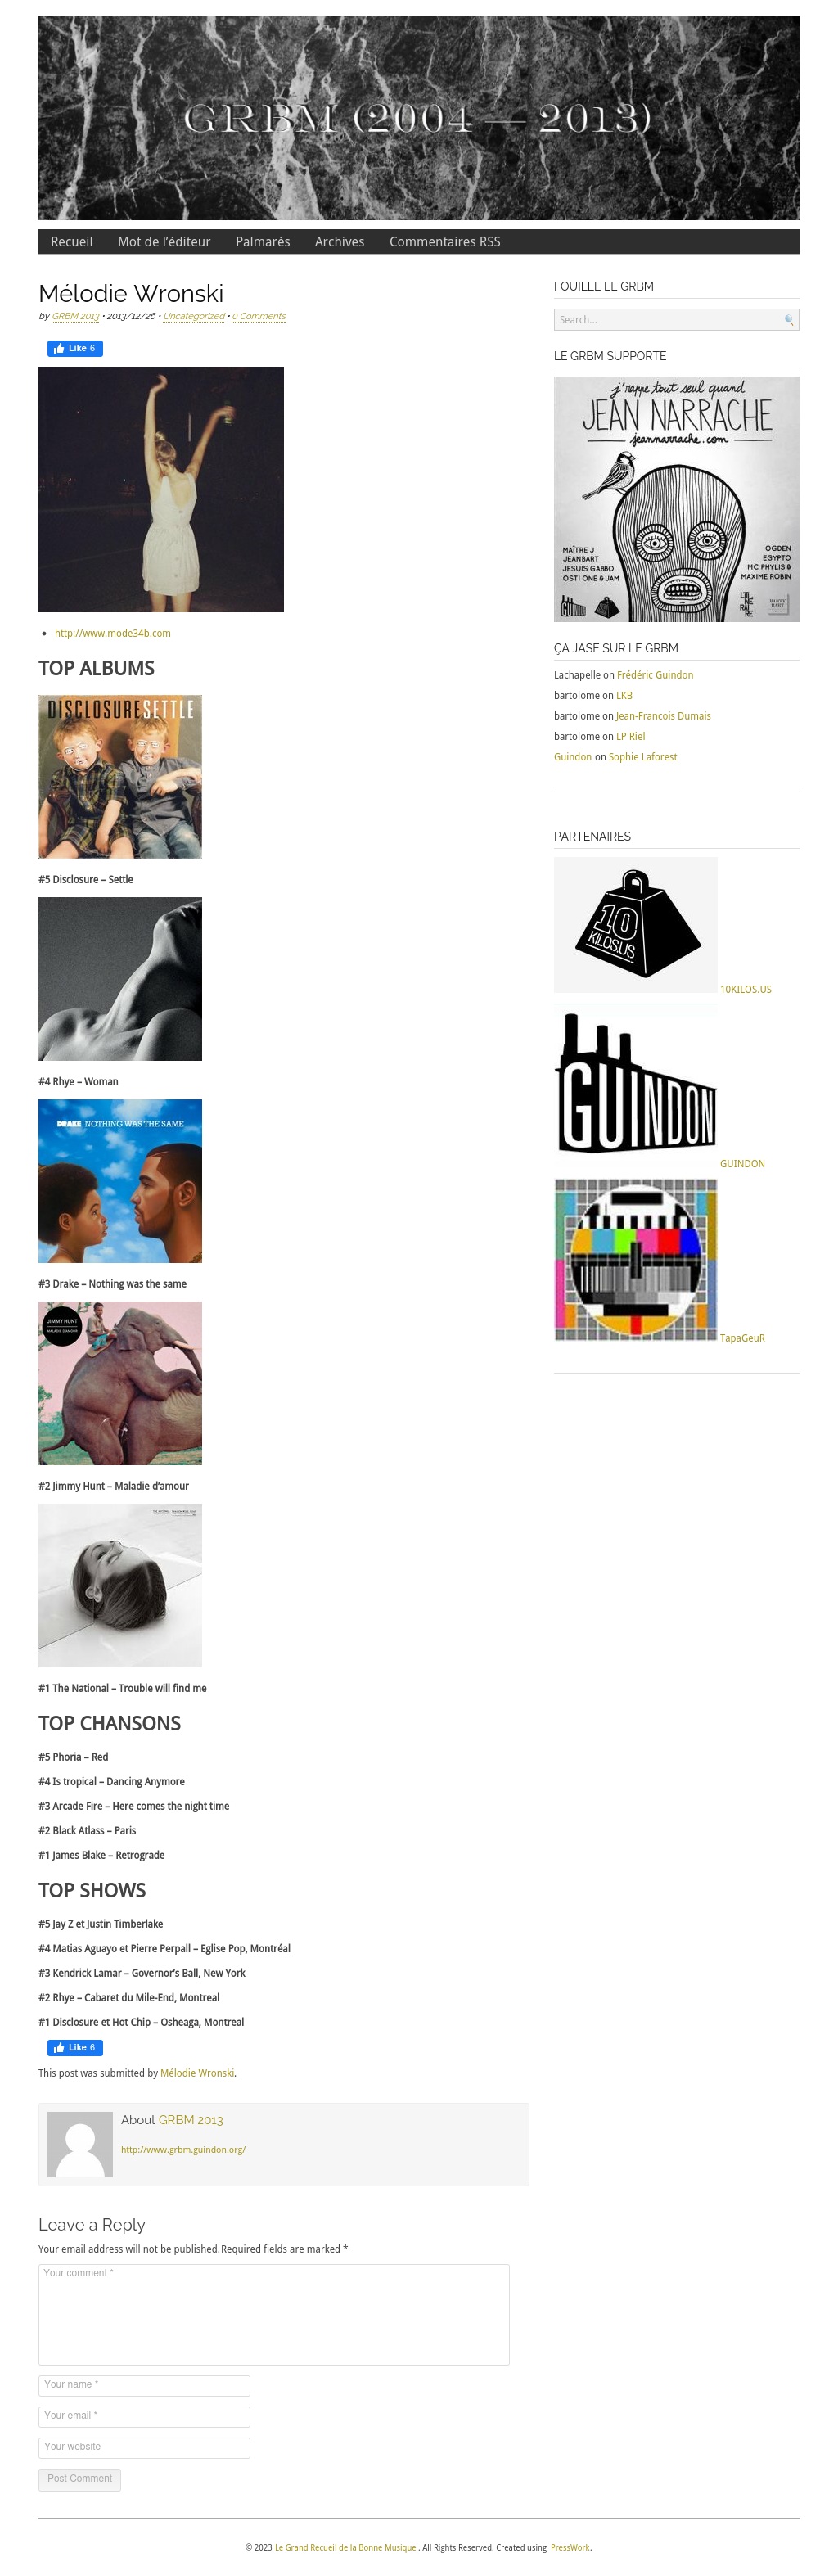 GRBM (2004 — 2013)
Recueil Mot de l'éditeur Palmarès Archives Commentaires RSS
Mélodie Wronski
by GRBM 2013 • 2013/12/26 • Uncategorized • 0 Comments
Like 6
http://www.mode34b.com
TOP ALBUMS
DISCLOSURE SETTLE
#5 Disclosure – Settle
#4 Rhye – Woman
DRAKE NOTHING WAS THE SAME
#3 Drake – Nothing was the same
JIMMY HUNT
MALADIE D'AMOUR
#2 Jimmy Hunt – Maladie d'amour
#1 The National – Trouble will find me
TOP CHANSONS
#5 Phoria – Red
#4 Is tropical – Dancing Anymore
#3 Arcade Fire – Here comes the night time
#2 Black Atlass – Paris
#1 James Blake – Retrograde
TOP SHOWS
#5 Jay Z et Justin Timberlake
#4 Matias Aguayo et Pierre Perpall – Eglise Pop, Montréal
#3 Kendrick Lamar – Governor's Ball, New York
#2 Rhye – Cabaret du Mile-End, Montreal
#1 Disclosure et Hot Chip – Osheaga, Montreal
Like 6
This post was submitted by Mélodie Wronski.
About GRBM 2013
http://www.grbm.guindon.org/
Leave a Reply
Your email address will not be published. Required fields are marked *
Your comment *
Your name *
Your email *
Your website
Post Comment
FOUILLE LE GRBM
Search...
LE GRBM SUPPORTE
j'rappe tout seul quand
JEAN NARRACHE
jeannarrache.com
MAÎTRE J
JEANBART
JESUIS GABBO
OSTI ONE & JAM
OGDEN
EGYPTO
MC PHYLIS &
MAXIME ROBIN
ÇA JASE SUR LE GRBM
Lachapelle on Frédéric Guindon
bartolome on LKB
bartolome on Jean-Francois Dumais
bartolome on LP Riel
Guindon on Sophie Laforest
PARTENAIRES
10
KILOS.US
10KILOS.US
GUINDON
GUINDON
TapaGeuR
© 2023 Le Grand Recueil de la Bonne Musique . All Rights Reserved. Created using PressWork.